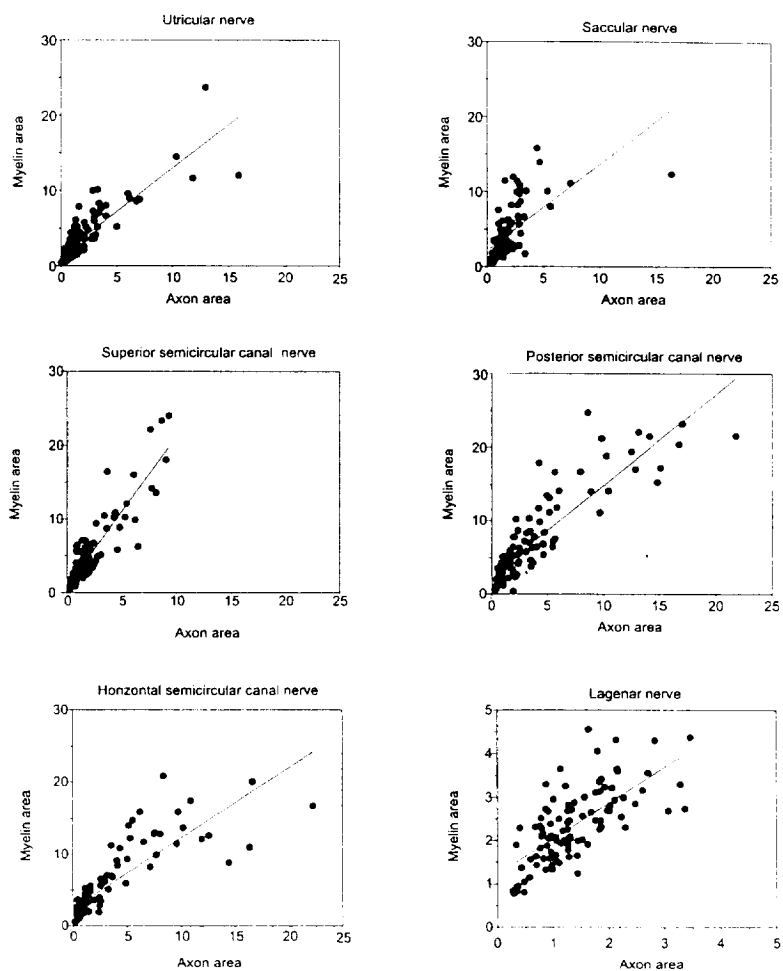 Utricular nerve
30
20
10
0
Myelin area
0 5 10 15 20 25
Axon area
Saccular nerve
30
20
10
0
Myelin area
0 5 10 15 20 25
Axon area
Superior semicircular canal nerve
30
20
10
0
Myelin area
0 5 10 15 20 25
Axon area
Posterior semicircular canal nerve
30
20
10
0
Myelin area
0 5 10 15 20 25
Axon area
Horizontal semicircular canal nerve
30
20
10
0
Myelin area
0 5 10 15 20 25
Axon area
Lagenar nerve
5
4
3
2
1
0
Myelin area
0 1 2 3 4 5
Axon area